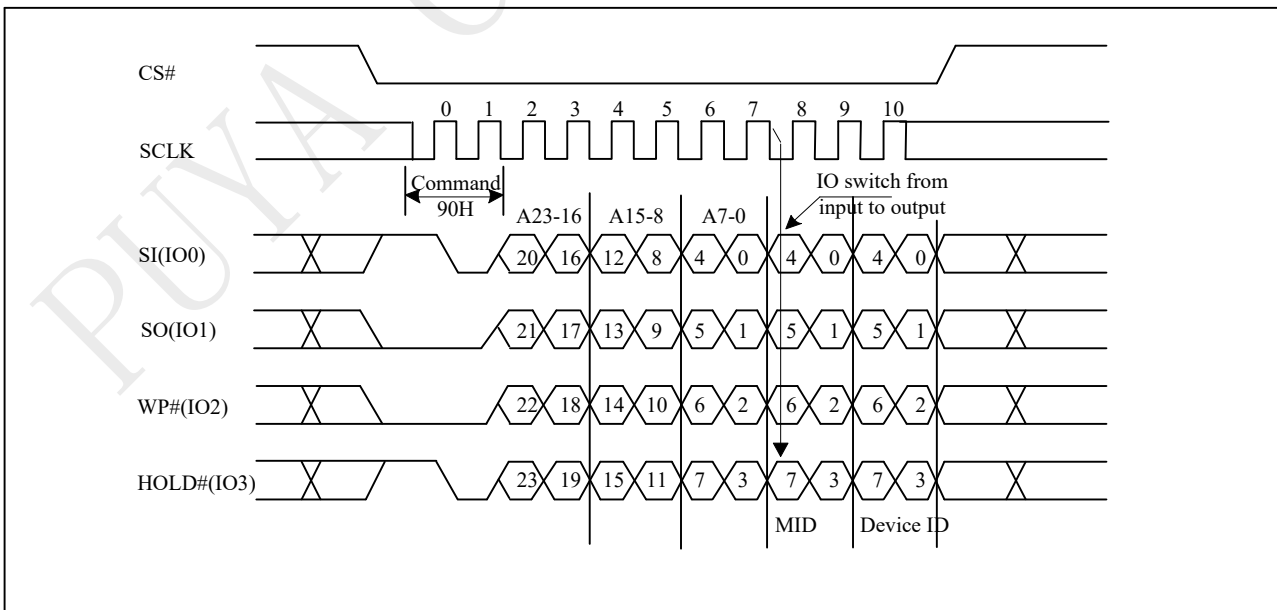 PUYA
CS#
0 1 2 3 4 5 6 7 8 9 10
SCLK
Command
90H
IO switch from
input to output
A23-16 A15-8 A7-0
SI(IO0)
20 16 12 8 4 0 4 0 4 0
SO(IO1)
21 17 13 9 5 1 5 1 5 1
WP#(IO2)
22 18 14 10 6 2 6 2 6 2
HOLD#(IO3)
23 19 15 11 7 3 7 3 7 3
MID Device ID